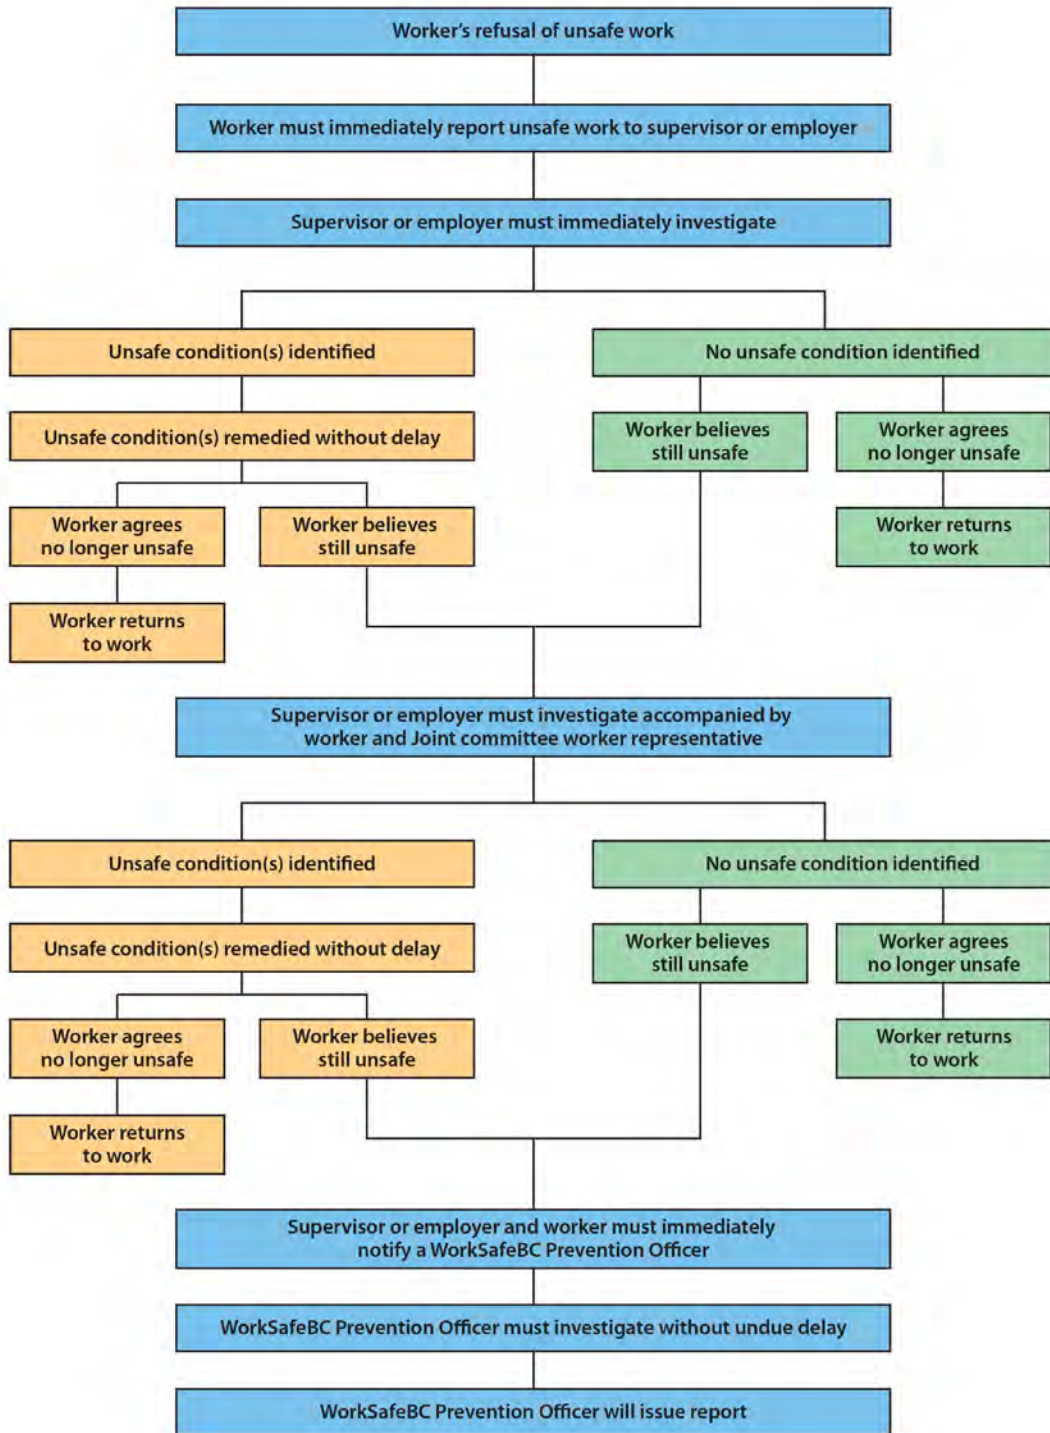 Worker’s refusal of unsafe work
Worker must immediately report unsafe work to supervisor or employer
Supervisor or employer must immediately investigate
Unsafe condition(s) identified
No unsafe condition identified
Unsafe condition(s) remedied without delay
Worker believes
still unsafe
Worker agrees
no longer unsafe
Worker agrees
no longer unsafe
Worker believes
still unsafe
Worker returns
to work
Worker returns
to work
Supervisor or employer must investigate accompanied by
worker and Joint committee worker representative
Unsafe condition(s) identified
No unsafe condition identified
Unsafe condition(s) remedied without delay
Worker believes
still unsafe
Worker agrees
no longer unsafe
Worker agrees
no longer unsafe
Worker believes
still unsafe
Worker returns
to work
Worker returns
to work
Supervisor or employer and worker must immediately
notify a WorkSafeBC Prevention Officer
WorkSafeBC Prevention Officer must investigate without undue delay
WorkSafeBC Prevention Officer will issue report